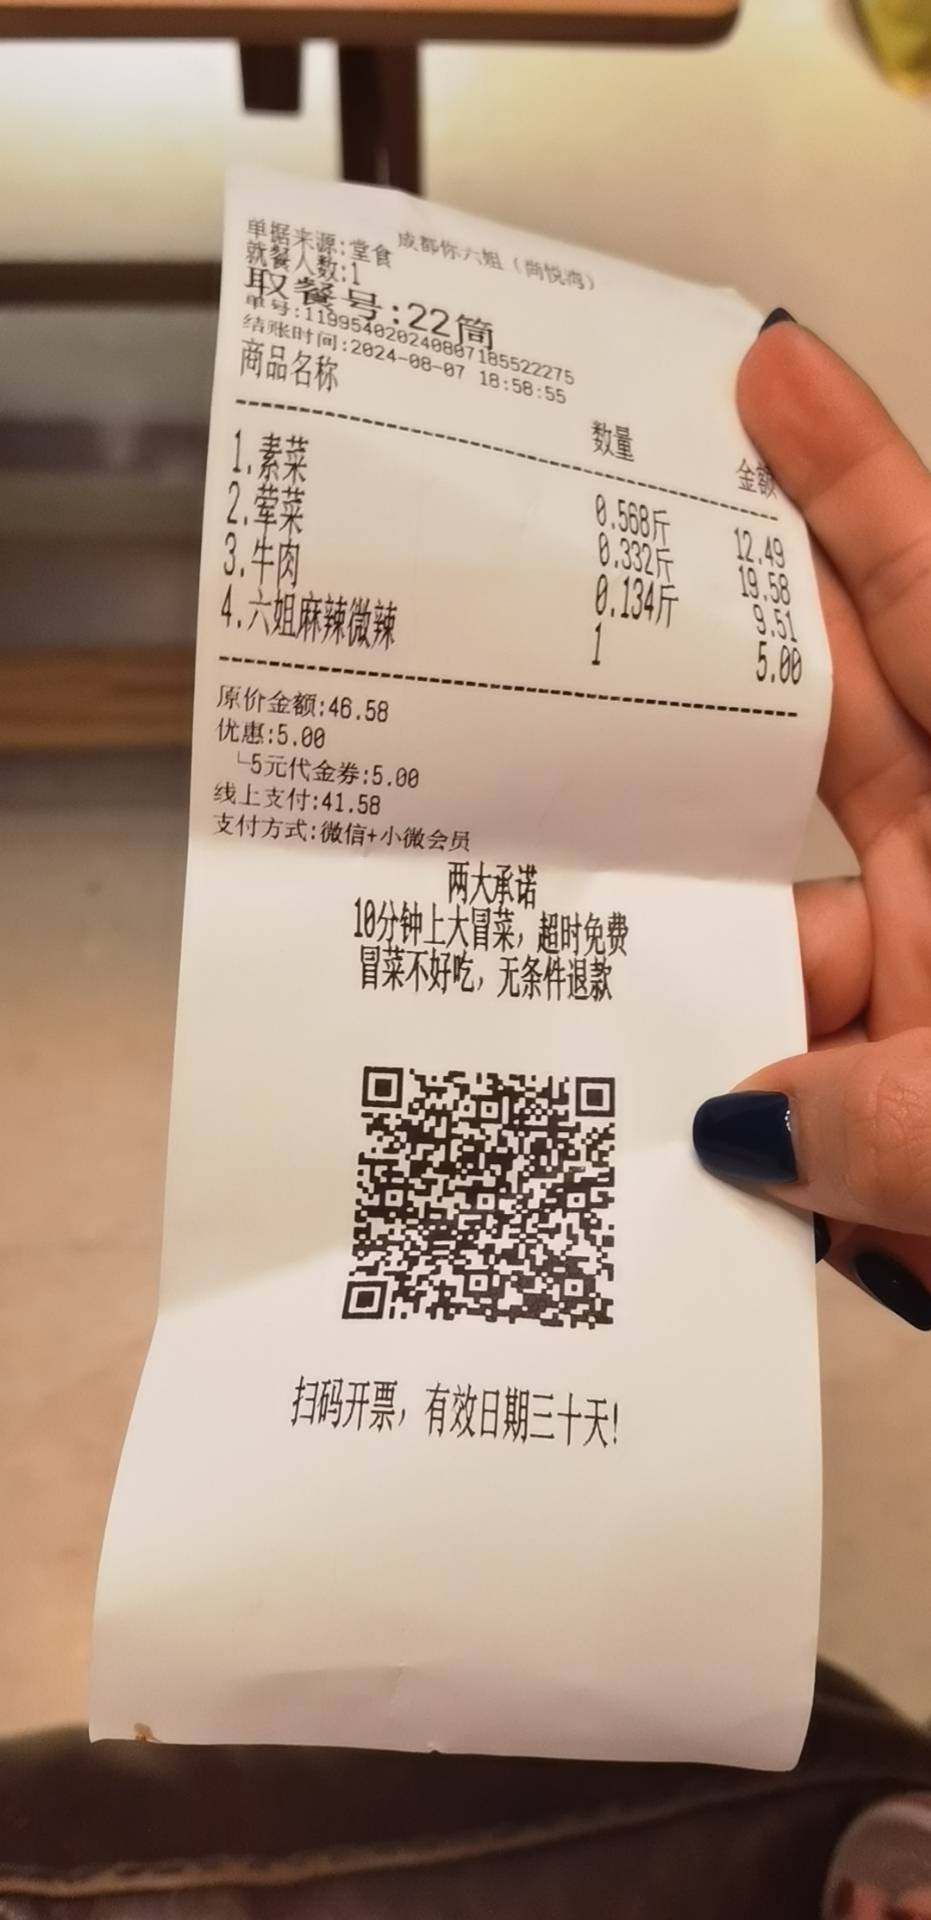 成都你六姐（尚悦湾）
单据来源:堂食
就餐人数:1
取餐号:22筒
单号:11995402024080718552275
结账时间:2024-08-07 18:58:55
商品名称 数量 金额
1.素菜 0.568斤 12.49
2.荤菜 0.332斤 19.58
3.牛肉 0.134斤 9.51
4.六姐麻辣微辣 1 5.00
原价金额:46.58
优惠:5.00
└5元代金券:5.00
线上支付:41.58
支付方式:微信+小微会员
两大承诺
10分钟上大冒菜，超时免费
冒菜不好吃，无条件退款
扫码开票，有效日期三十天!